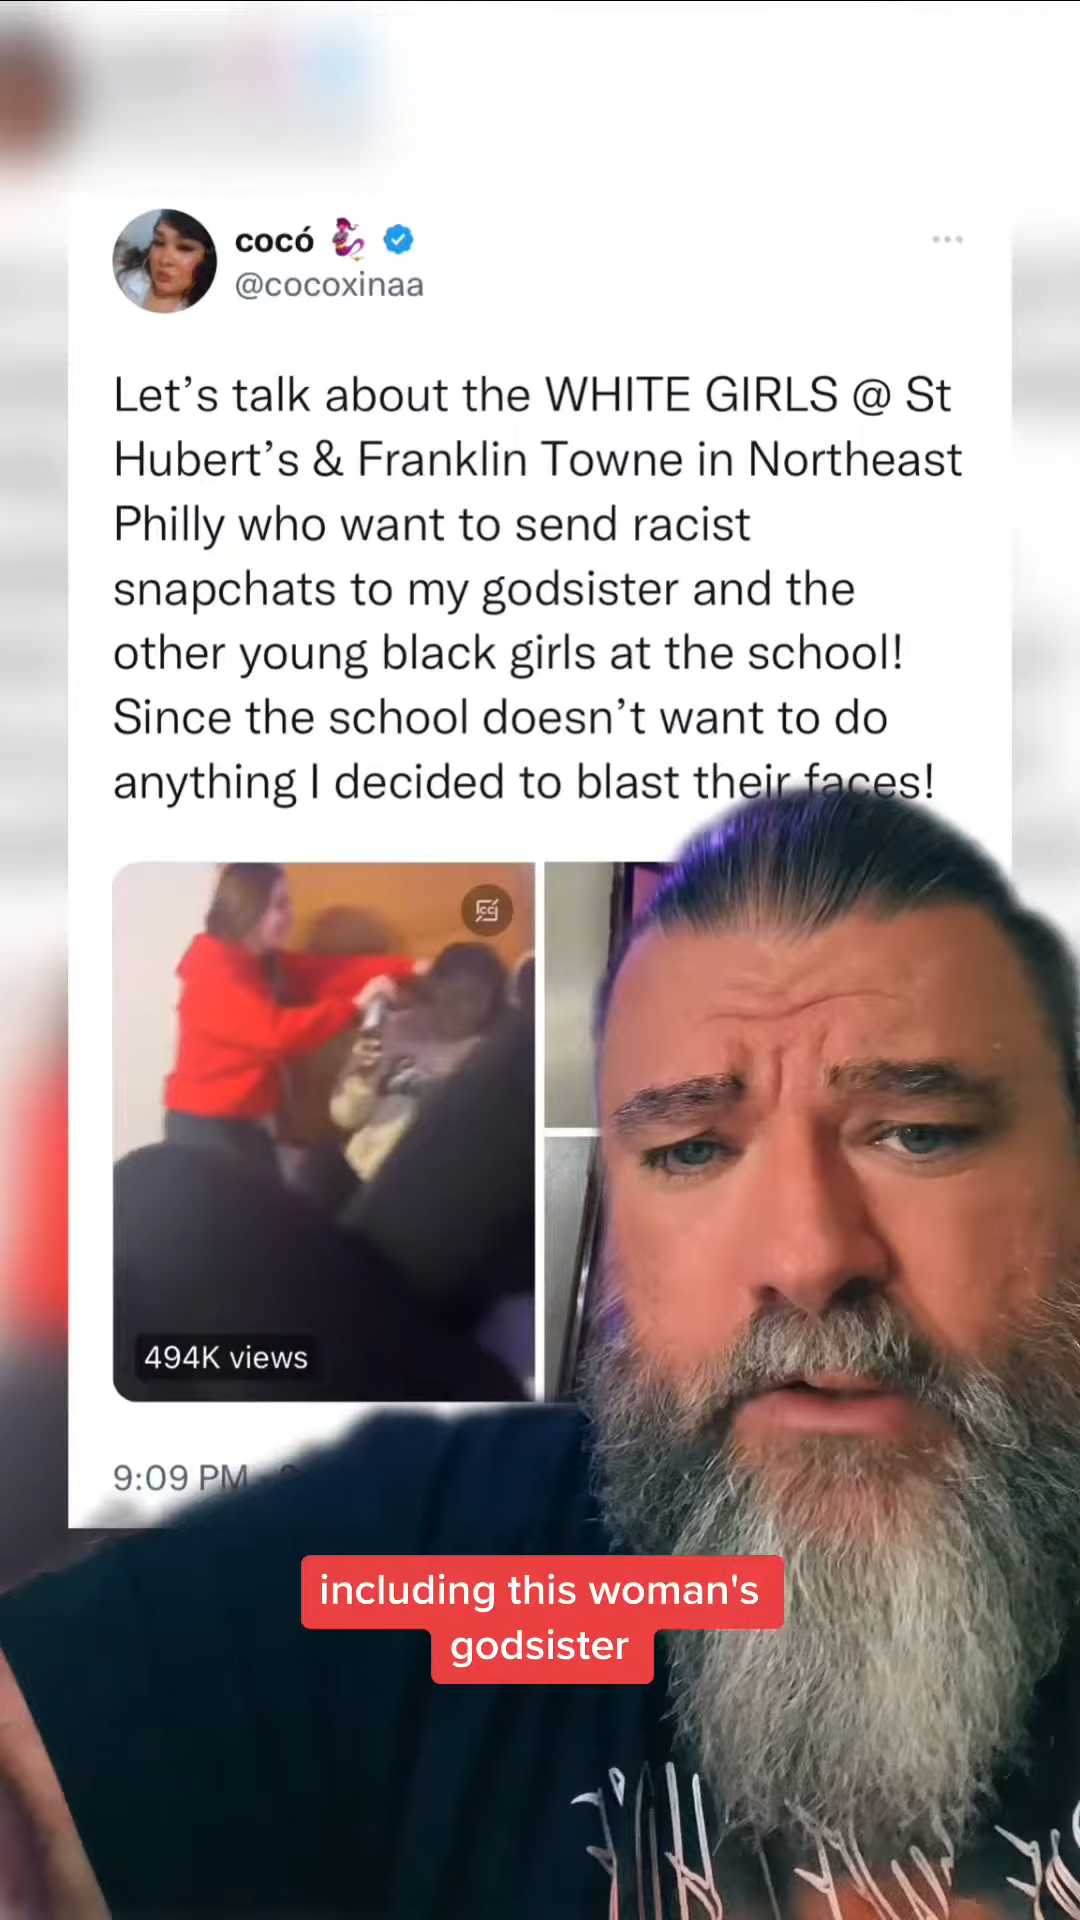 cocó
@cocoxinaa
Let's talk about the WHITE GIRLS @ St
Hubert's & Franklin Towne in Northeast
Philly who want to send racist
snapchats to my godsister and the
other young black girls at the school!
Since the school doesn't want to do
anything I decided to blast their faces!
494K views
9:09 PM
including this woman's
godsister